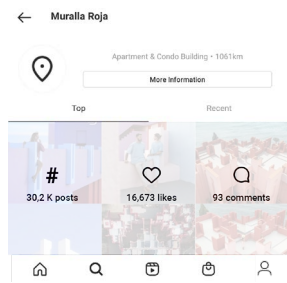 Muralla Roja
Apartment & Condo Building • 1061km
More Information
Top
Recent
#
30,2 K posts
16,673 likes
93 comments